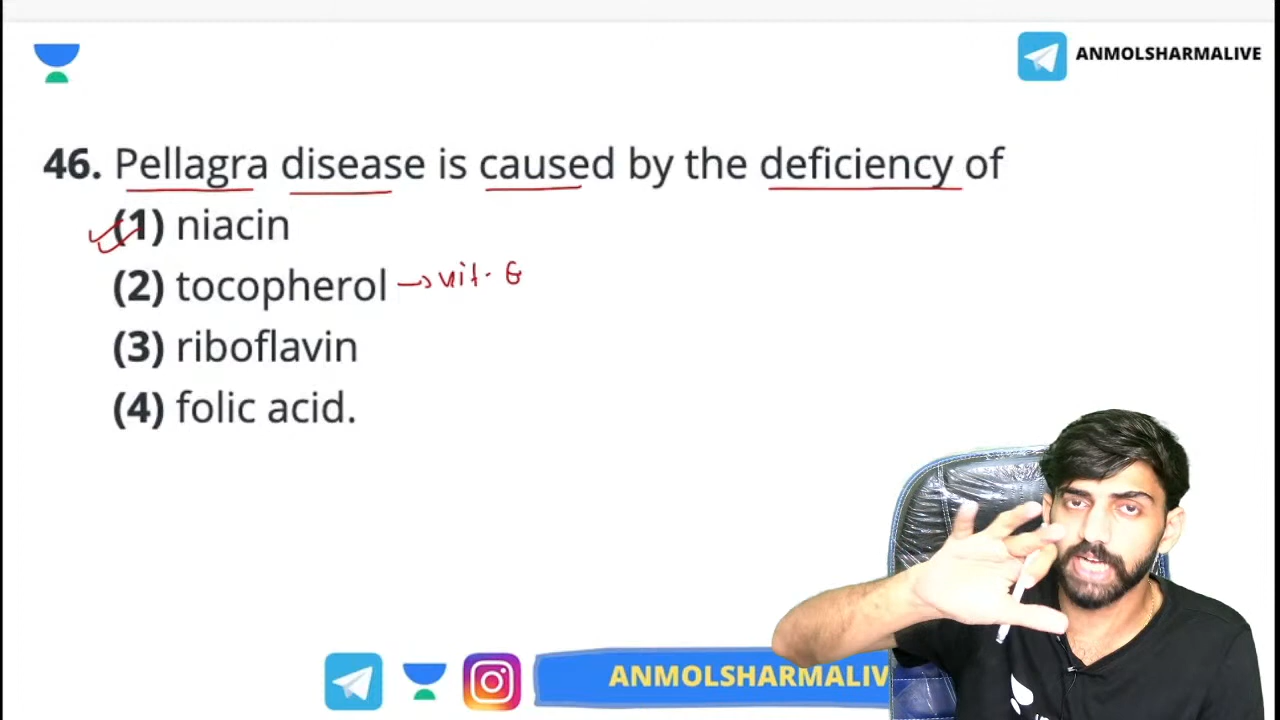 ANMOLSHARMALIVE
46. Pellagra disease is caused by the deficiency of
(1) niacin
(2) tocopherol → vit. E
(3) riboflavin
(4) folic acid.
ANMOLSHARMALIV